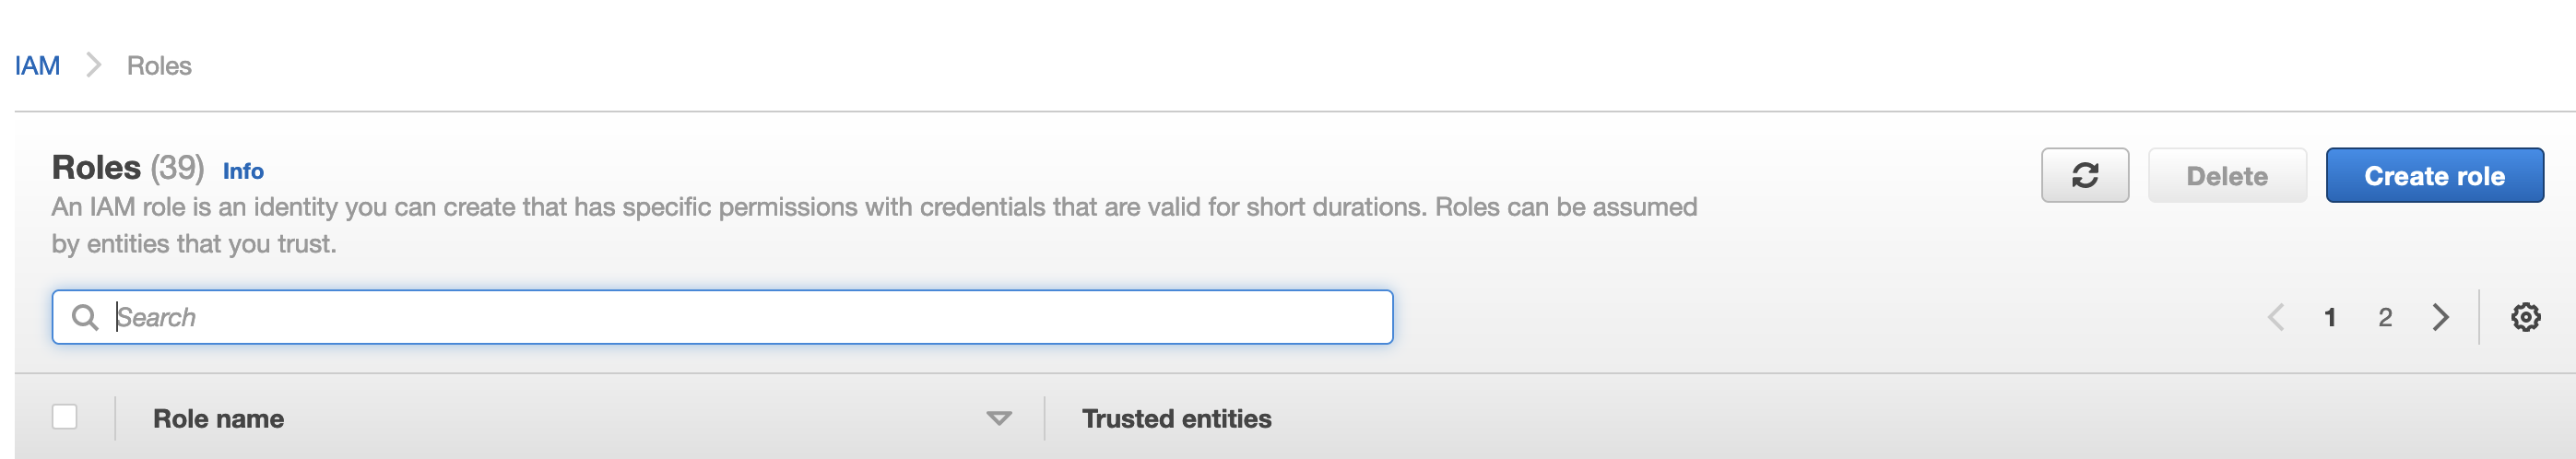 IAM Roles
Roles (39) Info
Delete
Create role
An IAM role is an identity you can create that has specific permissions with credentials that are valid for short durations. Roles can be assumed
by entities that you trust.
Search
1 2
Role name
Trusted entities